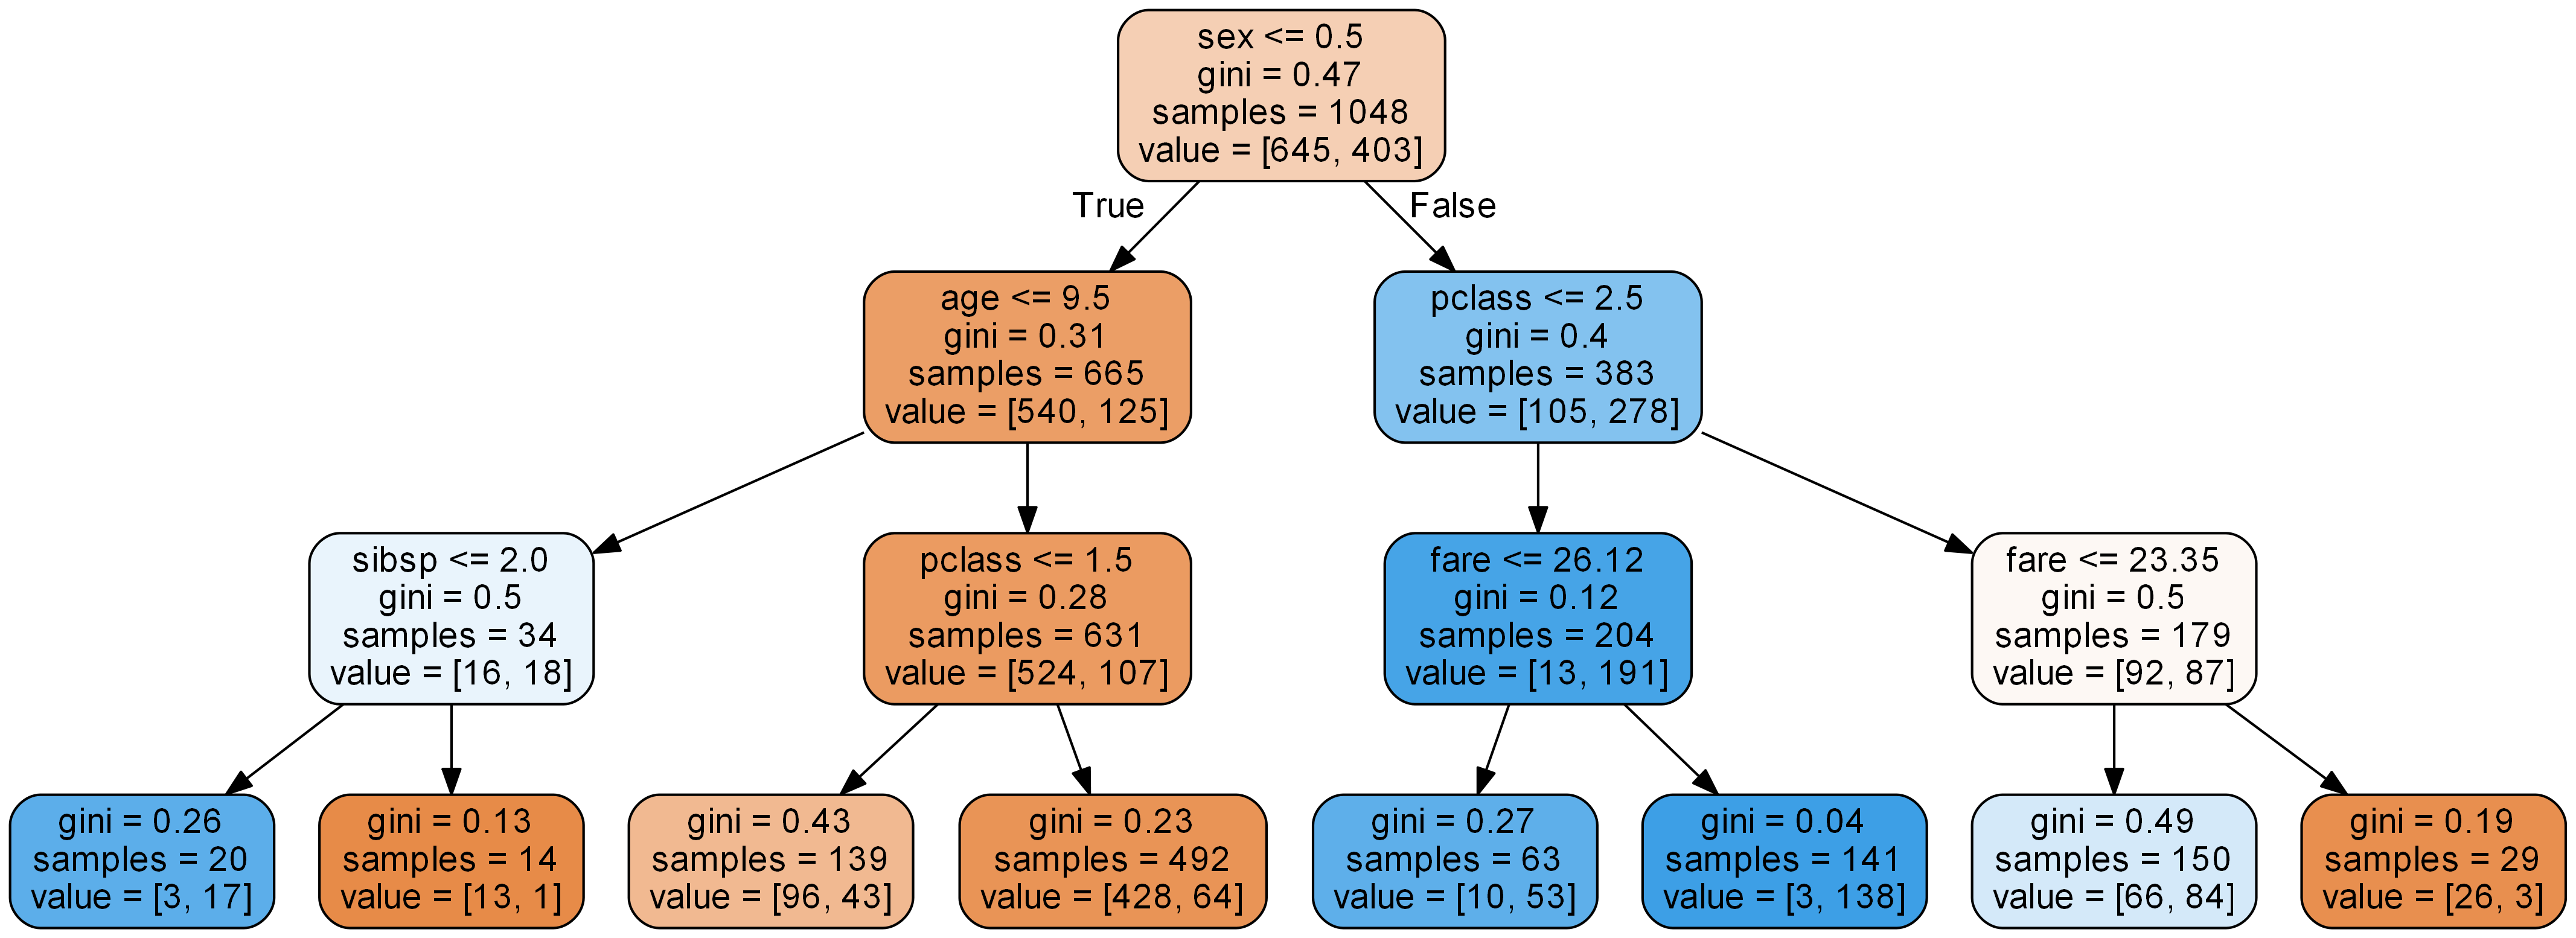 sex <= 0.5
gini = 0.47
samples = 1048
value = [645, 403]
True
False
age <= 9.5
gini = 0.31
samples = 665
value = [540, 125]
pclass <= 2.5
gini = 0.4
samples = 383
value = [105, 278]
sibsp <= 2.0
gini = 0.5
samples = 34
value = [16, 18]
pclass <= 1.5
gini = 0.28
samples = 631
value = [524, 107]
fare <= 26.12
gini = 0.12
samples = 204
value = [13, 191]
fare <= 23.35
gini = 0.5
samples = 179
value = [92, 87]
gini = 0.26
samples = 20
value = [3, 17]
gini = 0.13
samples = 14
value = [13, 1]
gini = 0.43
samples = 139
value = [96, 43]
gini = 0.23
samples = 492
value = [428, 64]
gini = 0.27
samples = 63
value = [10, 53]
gini = 0.04
samples = 141
value = [3, 138]
gini = 0.49
samples = 150
value = [66, 84]
gini = 0.19
samples = 29
value = [26, 3]